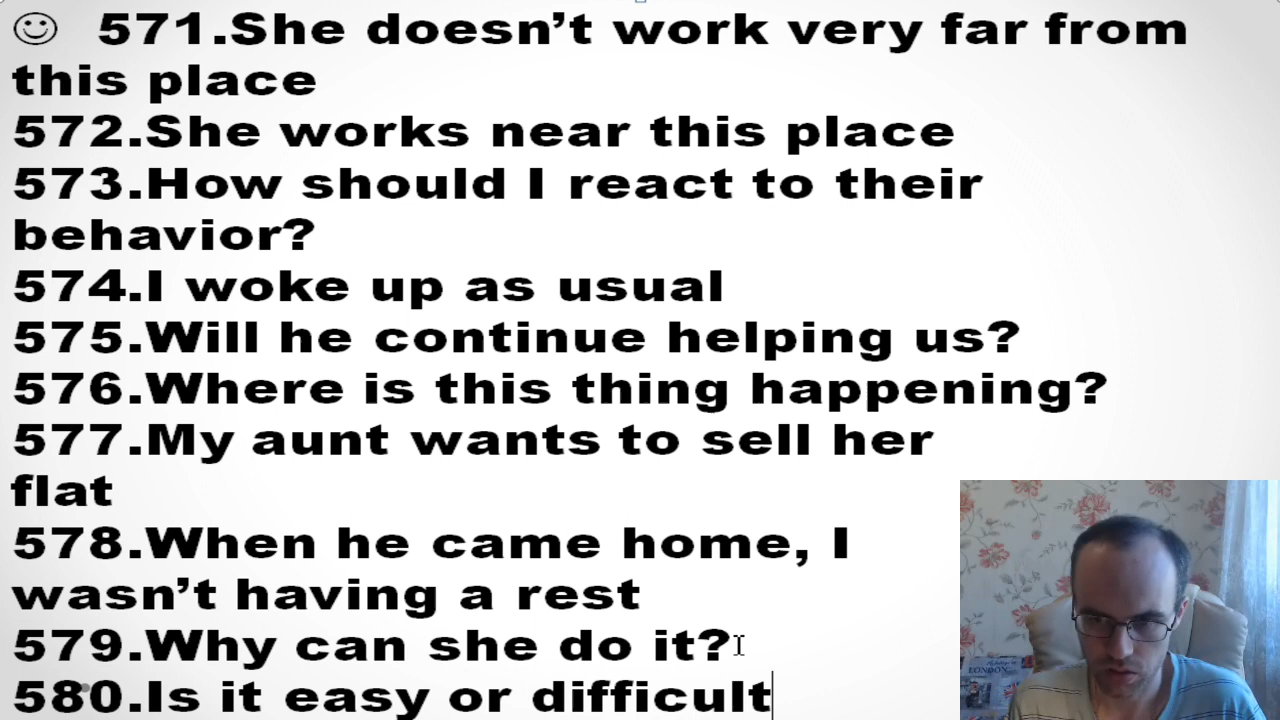 ☺ 571.She doesn’t work very far from
this place
572.She works near this place
573.How should I react to their
behavior?
574.I woke up as usual
575.Will he continue helping us?
576.Where is this thing happening?
577.My aunt wants to sell her
flat
578.When he came home, I
wasn’t having a rest
579.Why can she do it?
580.Is it easy or difficult
LONDON